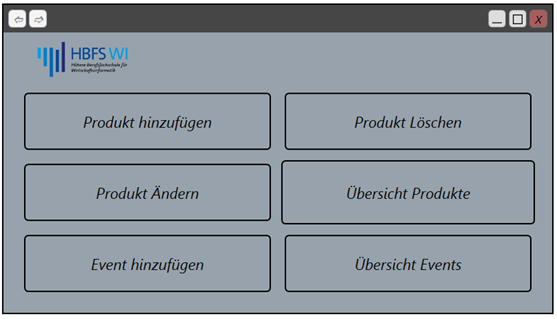 X
HBFS WI
Höhere Berufsfachschule für
Wirtschaftsinformatik
Produkt hinzufügen
Produkt Löschen
Produkt Ändern
Übersicht Produkte
Event hinzufügen
Übersicht Events